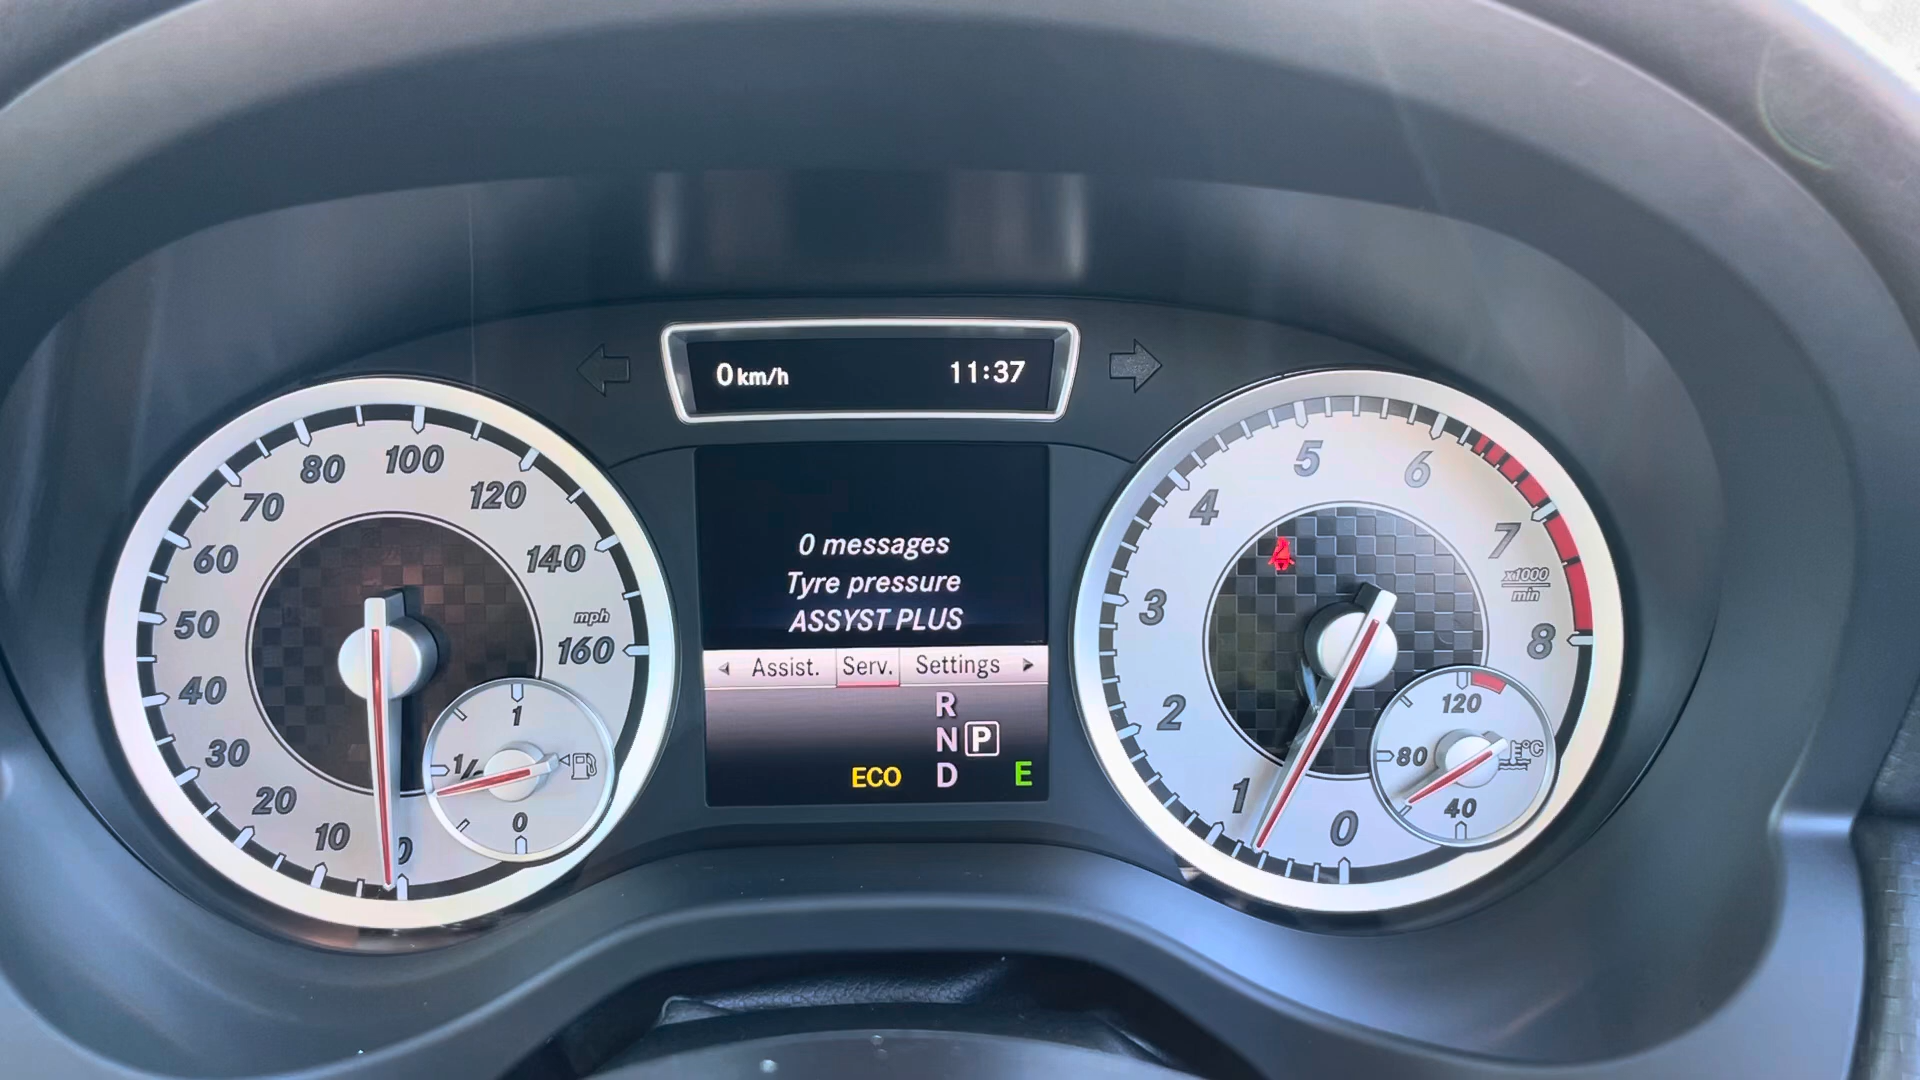 0 km/h 11:37
0 messages
Tyre pressure
ASSYST PLUS
Assist. Serv. Settings
R
N P
ECO D E
0
10
20
30
40
50
60
70
80
100
120
140
mph
160
1
1/
0
0
1
2
3
4
5
6
7
x1000
min
8
120
80
40
°C